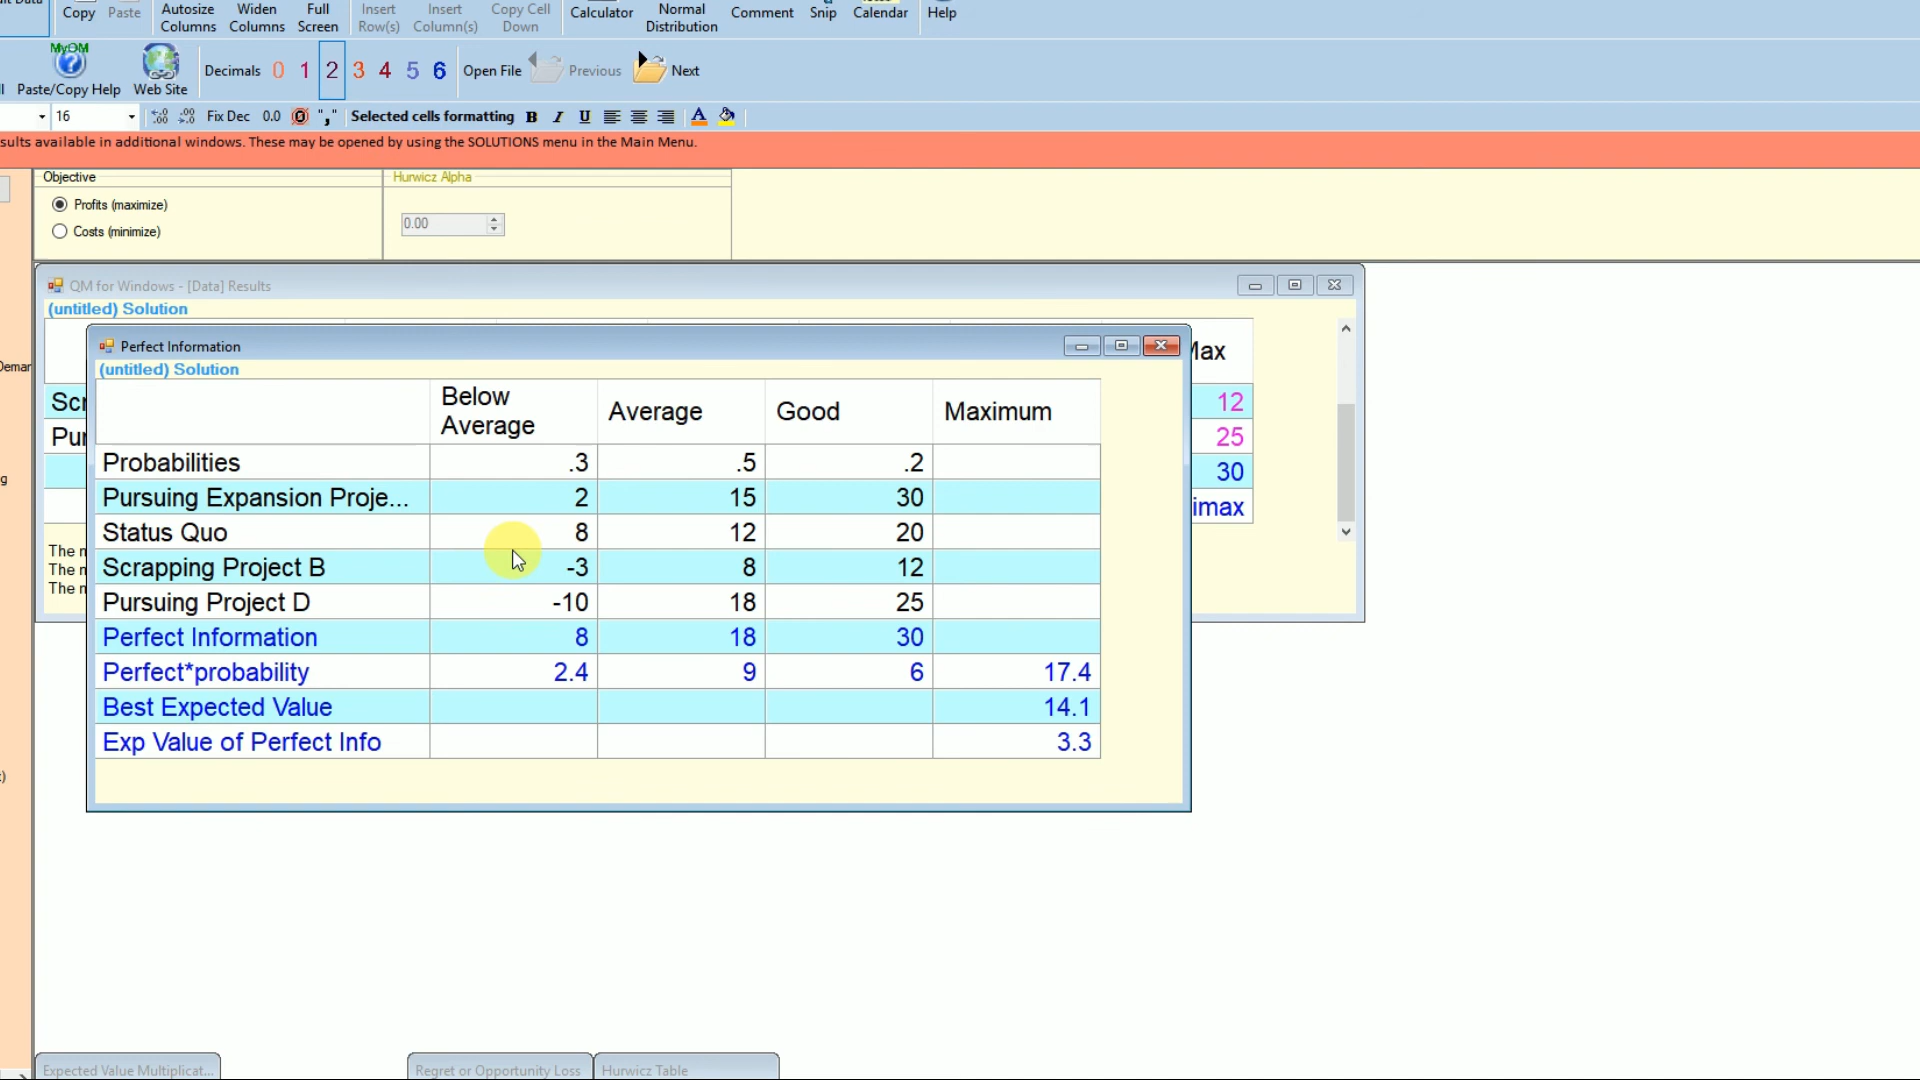 Copy Paste Autosize Columns Widen Columns Full Screen Insert Row(s) Insert Column(s) Copy Cell Down Calculator Normal Distribution Comment Snip Calendar Help
MyOM
Paste/Copy Help Web Site Decimals 0 1 2 3 4 5 6 Open File Previous Next
16 Fix Dec 0.0 "," Selected cells formatting B I U A
sults available in additional windows. These may be opened by using the SOLUTIONS menu in the Main Menu.
Objective Hurwicz Alpha
Profits (maximize)
Costs (minimize)
0.00
QM for Windows - [Data] Results
(untitled) Solution
Max
Scr 12
Pur 25
30
imax
The n
The n
The n
Perfect Information
(untitled) Solution
Below Average Average Good Maximum
Probabilities .3 .5 .2
Pursuing Expansion Proje... 2 15 30
Status Quo 8 12 20
Scrapping Project B -3 8 12
Pursuing Project D -10 18 25
Perfect Information 8 18 30
Perfect*probability 2.4 9 6 17.4
Best Expected Value 14.1
Exp Value of Perfect Info 3.3
Expected Value Multiplicat... Regret or Opportunity Loss Hurwicz Table